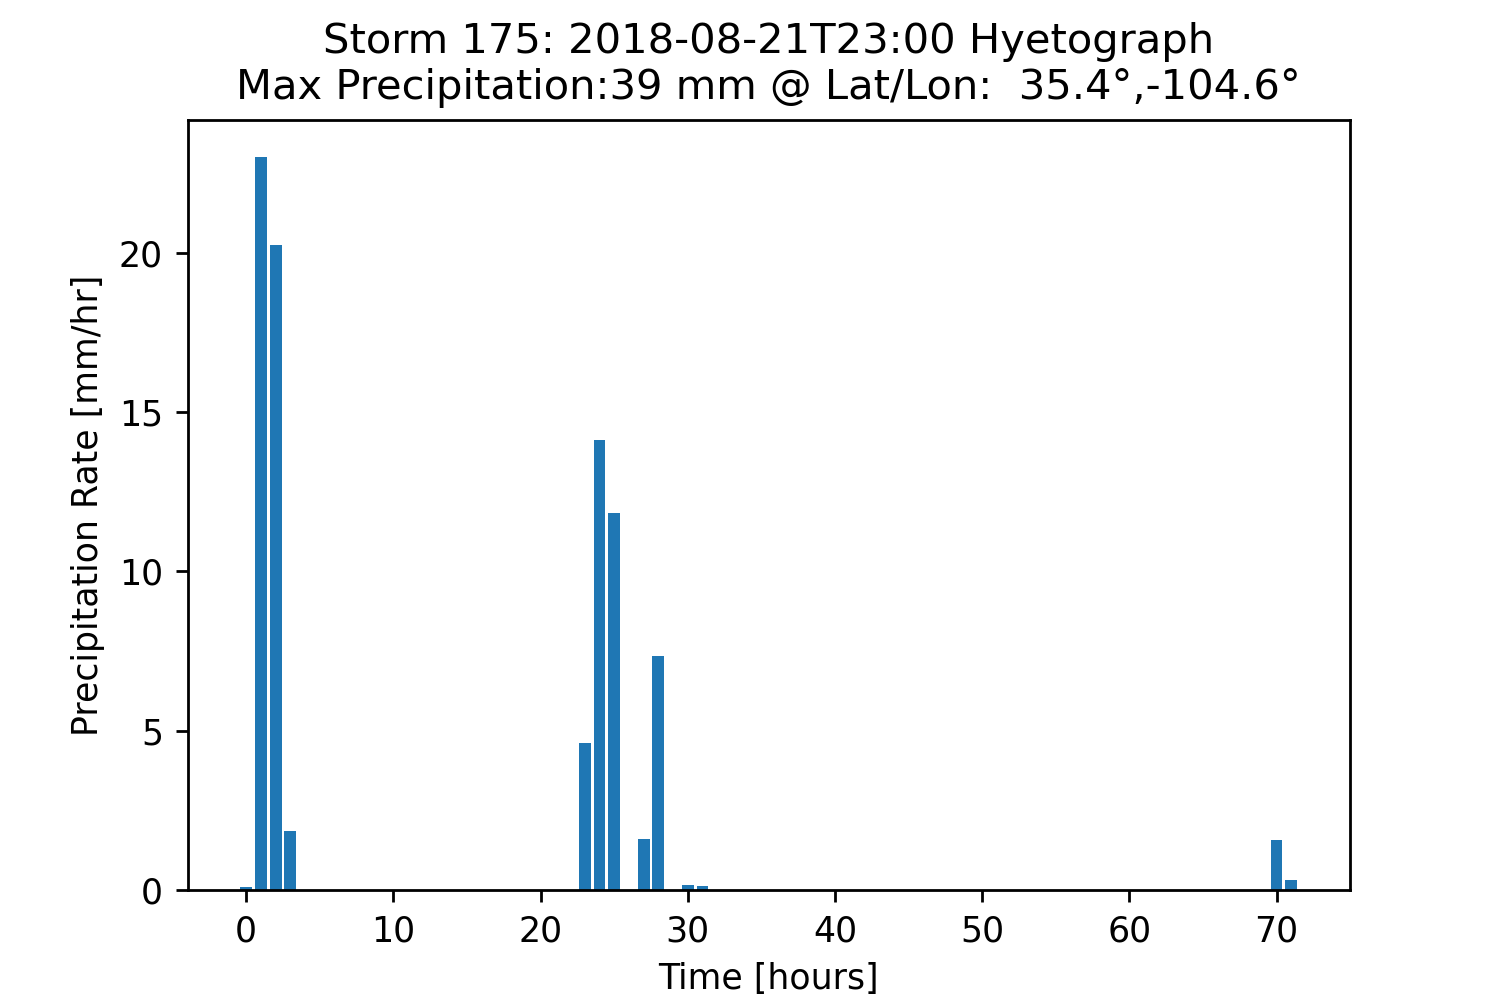 Storm 175: 2018-08-21T23:00 Hyetograph
Max Precipitation:39 mm @ Lat/Lon:  35.4°,-104.6°
Precipitation Rate [mm/hr]
20
15
10
5
0
0 10 20 30 40 50 60 70
Time [hours]